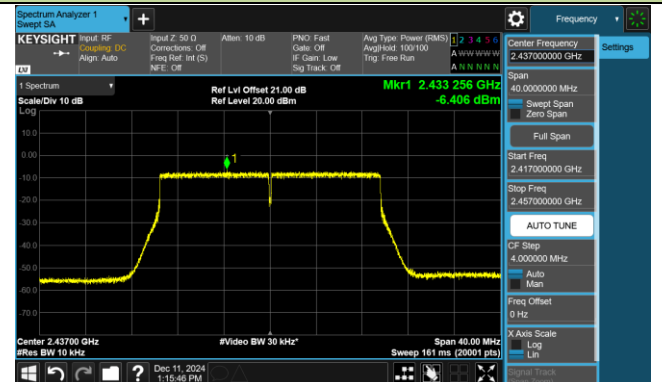 Spectrum Analyzer 1
Swept SA
+
Frequency
KEYSIGHT
Input: RF
Coupling: DC
Align: Auto
LXI
Input Z: 50 Ω
Corrections: Off
Freq Ref: Int (S)
NFE: Off
Atten: 10 dB
PNO: Fast
Gate: Off
IF Gain: Low
Sig Track: Off
Avg Type: Power (RMS)
Avg|Hold: 100/100
Trig: Free Run
1 2 3 4 5 6
A W W W W W
A N N N N N
1 Spectrum
Scale/Div 10 dB
Log
Ref Lvl Offset 21.00 dB
Ref Level 20.00 dBm
Mkr1 2.433 256 GHz
-6.406 dBm
10.0
0.00
-10.0
-20.0
-30.0
-40.0
-50.0
-60.0
-70.0
1
Center 2.43700 GHz
#Res BW 10 kHz
#Video BW 30 kHz*
Span 40.00 MHz
Sweep 161 ms (20001 pts)
Center Frequency
2.437000000 GHz
Settings
Span
40.0000000 MHz
Swept Span
Zero Span
Full Span
Start Freq
2.417000000 GHz
Stop Freq
2.457000000 GHz
AUTO TUNE
CF Step
4.000000 MHz
Auto
Man
Freq Offset
0 Hz
X Axis Scale
Log
Lin
Signal Track
?
Dec 11, 2024
1:15:46 PM